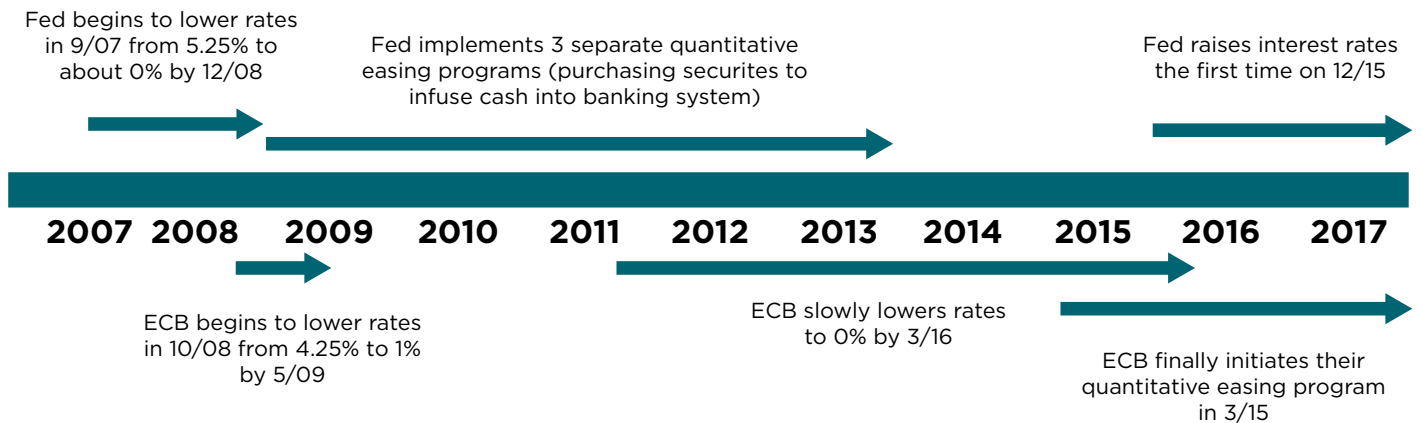 Fed begins to lower rates
in 9/07 from 5.25% to
about 0% by 12/08
Fed implements 3 separate quantitative
easing programs (purchasing securites to
infuse cash into banking system)
Fed raises interest rates
the first time on 12/15
2007 2008 2009 2010 2011 2012 2013 2014 2015 2016 2017
ECB begins to lower rates
in 10/08 from 4.25% to 1%
by 5/09
ECB slowly lowers rates
to 0% by 3/16
ECB finally initiates their
quantitative easing program
in 3/15